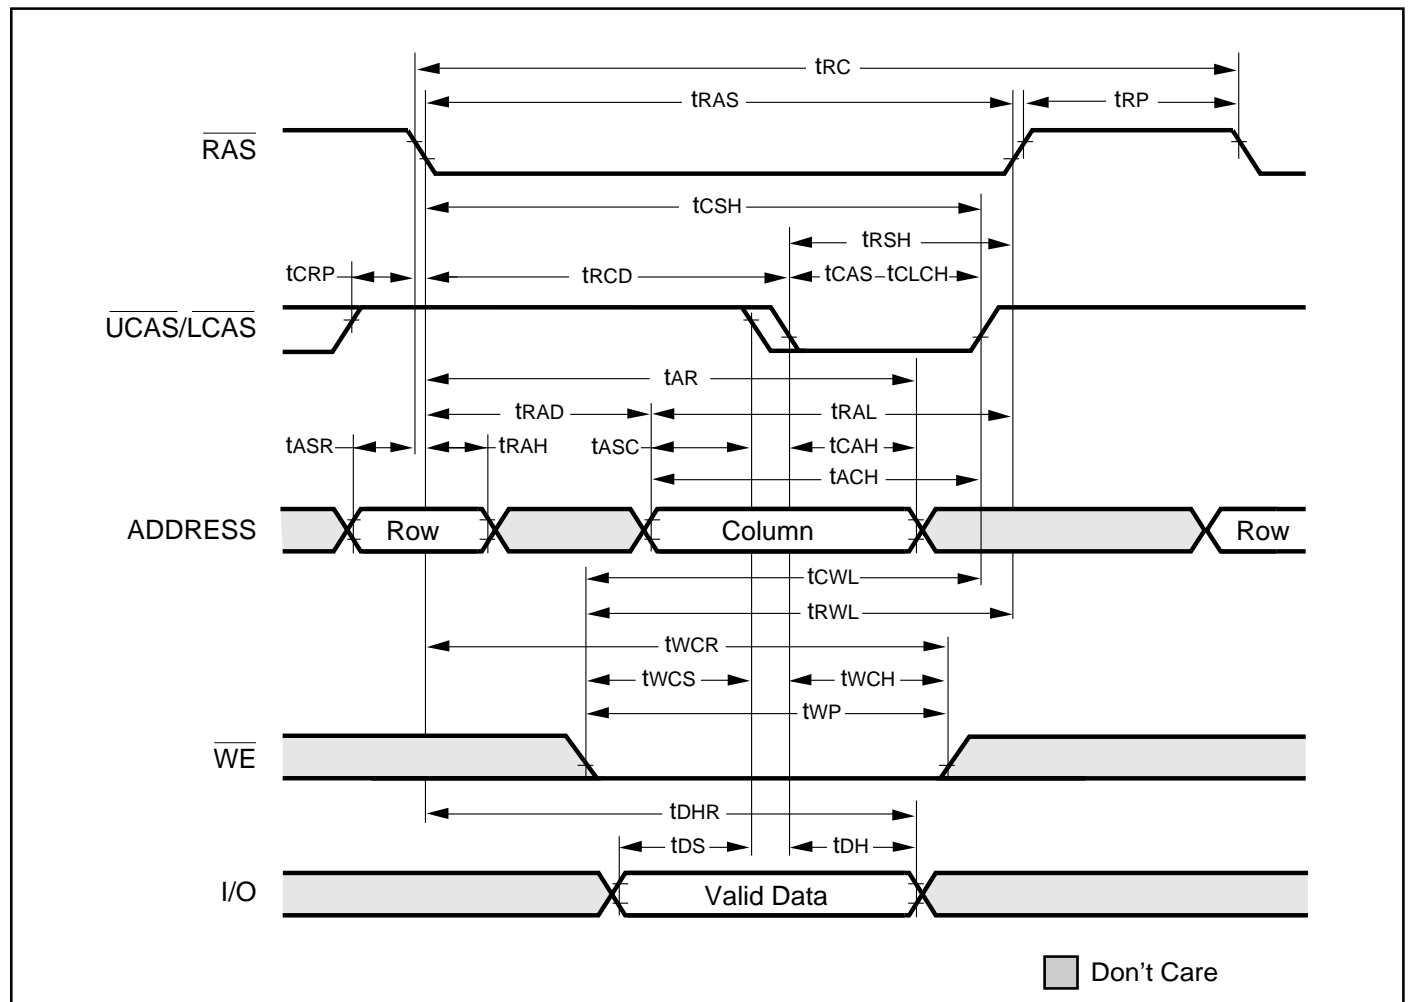 tRC
tRAS tRP
RAS
tCSH
tRSH
tCRP tRCD tCAS tCLCH
UCAS/LCAS
tAR
tRAD tRAL
tASR tRAH tASC tCAH
tACH
ADDRESS Row Column Row
tCWL
tRWL
tWCR
tWCS tWCH
tWP
WE
tDHR
tDS tDH
I/O Valid Data
Don't Care